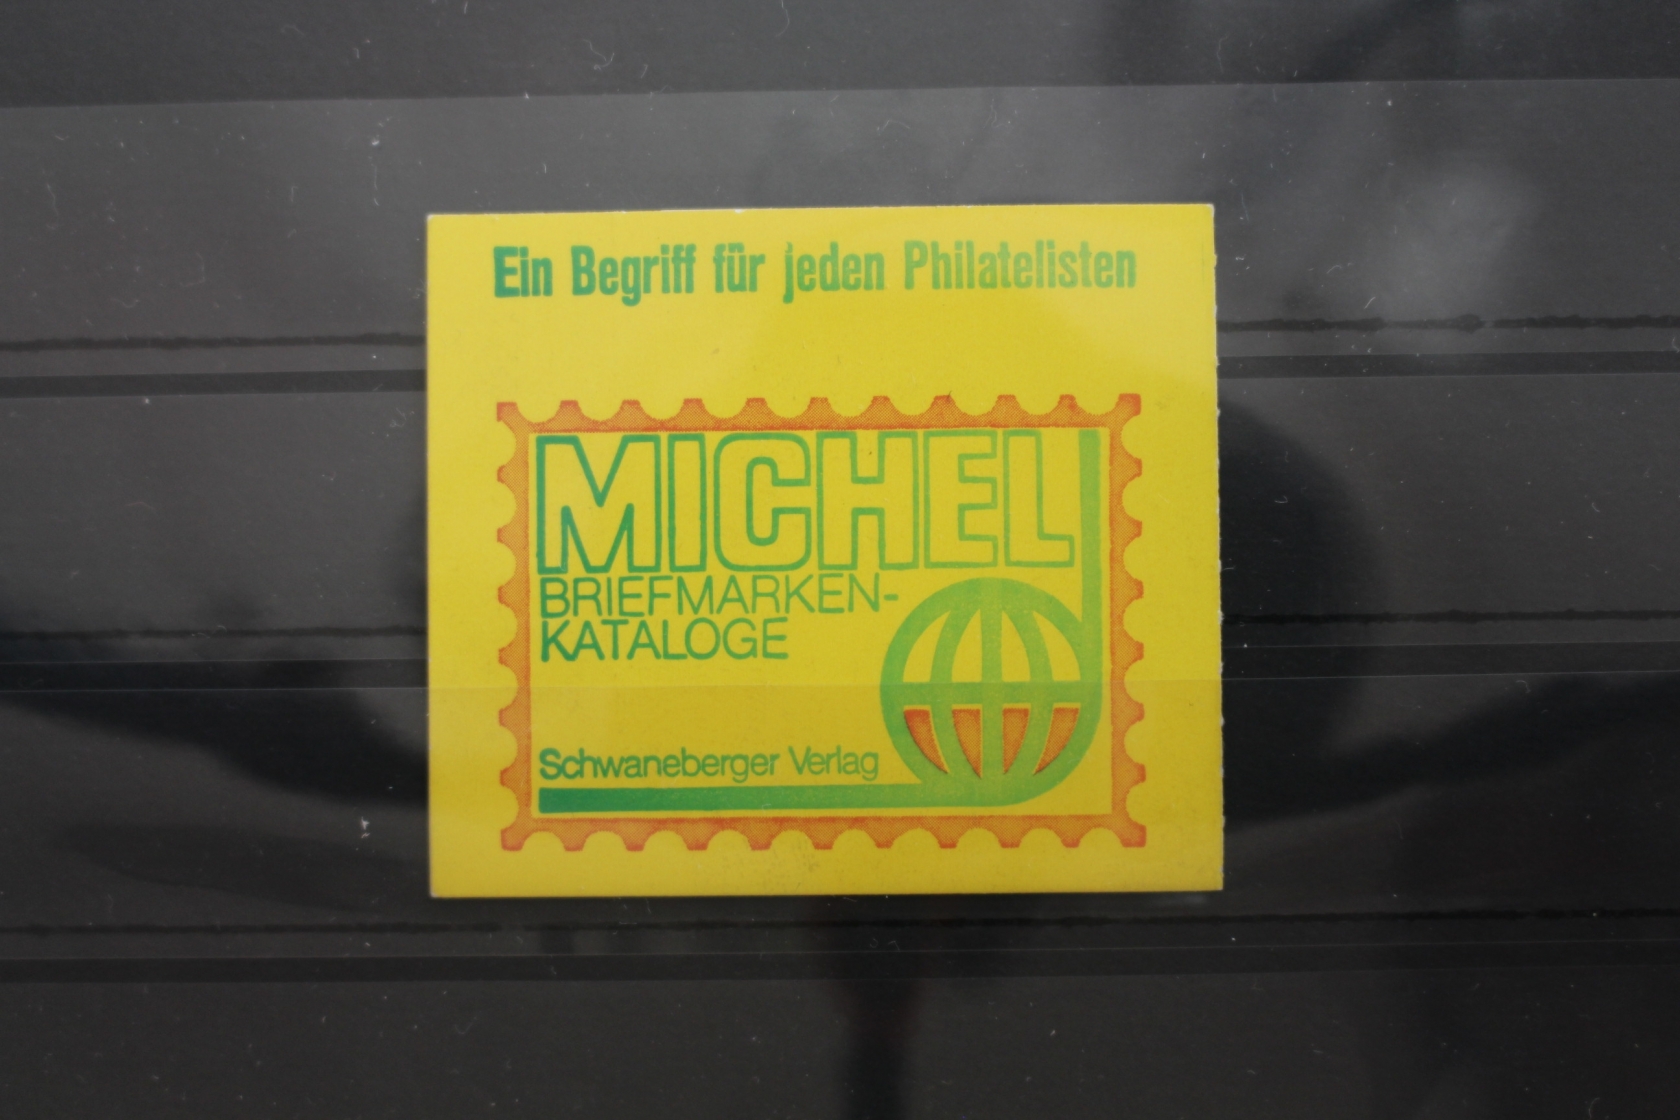 Ein Begriff für jeden Philatelisten
MICHEL
BRIEFMARKEN-
KATALOGE
Schwaneberger Verlag